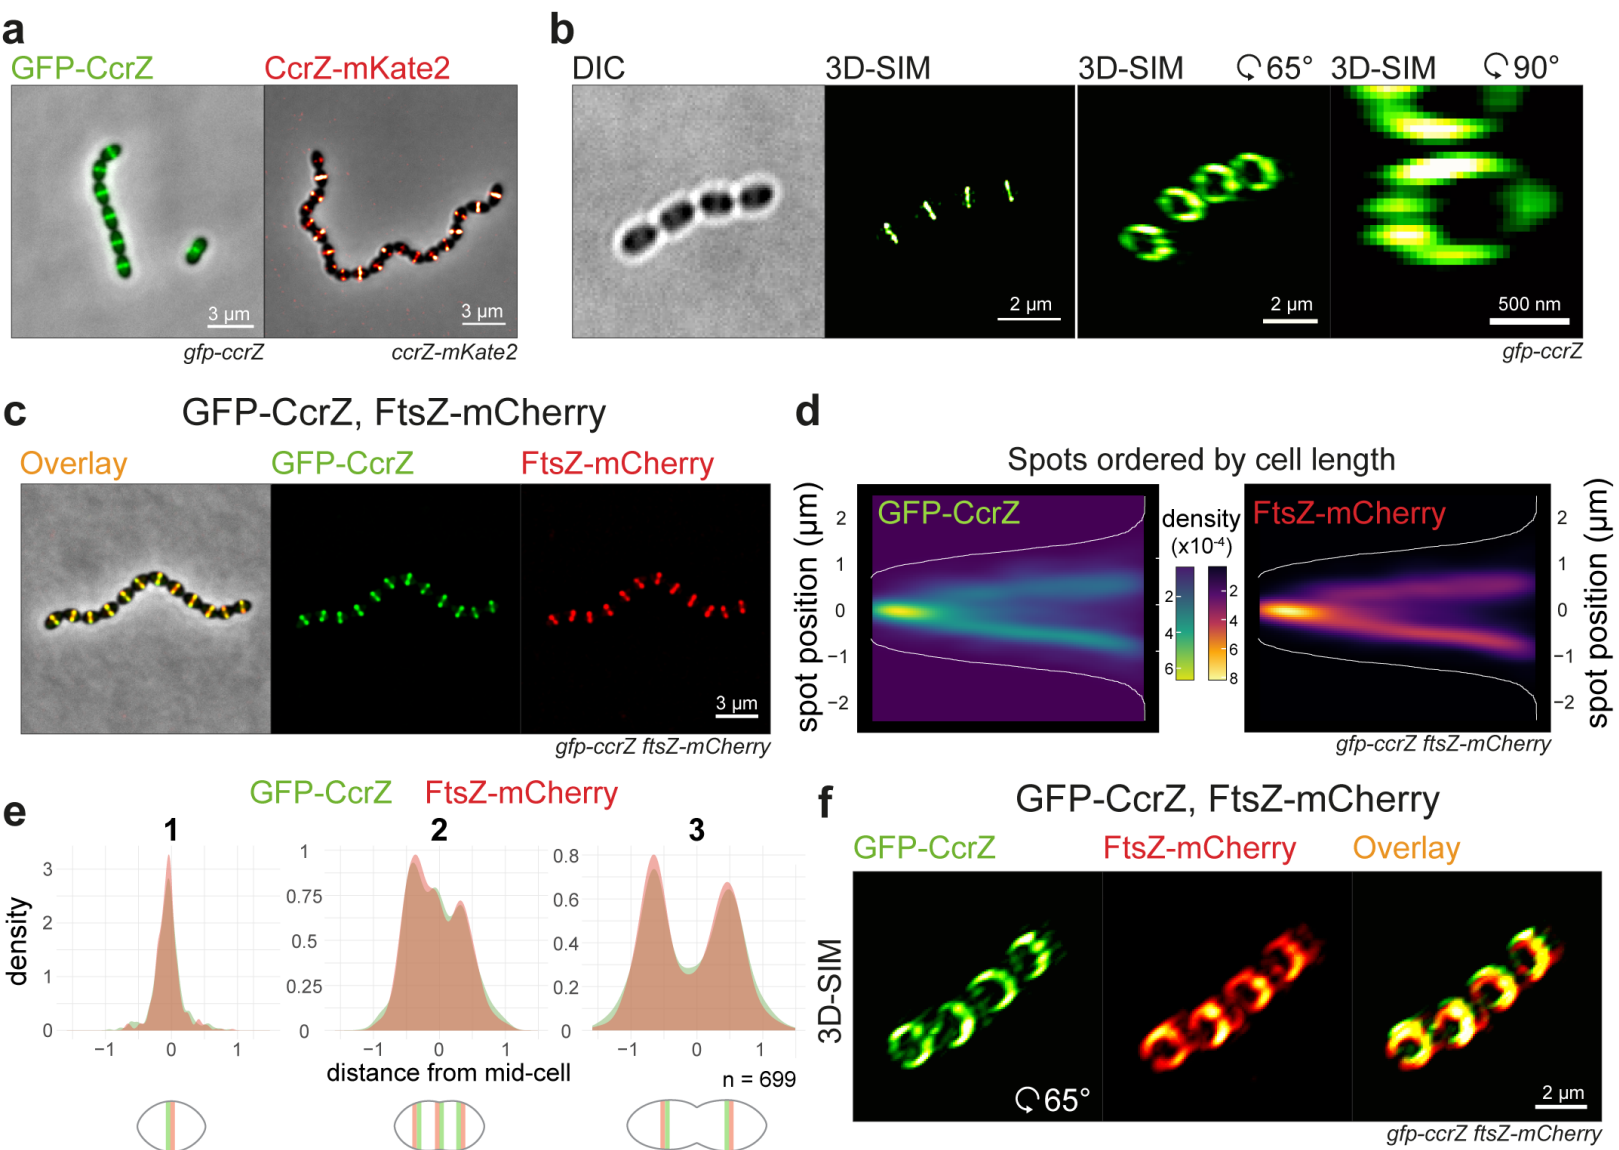 a
GFP-CcrZ
CcrZ-mKate2
3 µm
3 µm
gfp-ccrZ
ccrZ-mKate2
b
DIC
3D-SIM
3D-SIM
65°
3D-SIM
90°
2 µm
2 µm
500 nm
gfp-ccrZ
c
GFP-CcrZ, FtsZ-mCherry
Overlay
GFP-CcrZ
FtsZ-mCherry
3 µm
gfp-ccrZ ftsZ-mCherry
d
Spots ordered by cell length
spot position (µm)
2
1
0
−1
−2
GFP-CcrZ
density
(x10⁻⁴)
2
4
6
2
4
6
8
FtsZ-mCherry
2
1
0
−1
−2
spot position (µm)
gfp-ccrZ ftsZ-mCherry
e
GFP-CcrZ
FtsZ-mCherry
1
2
3
density
3
2
1
0
−1
0
1
1
0.75
0.5
0.25
0
−1
0
1
0.8
0.6
0.4
0.2
0
−1
0
1
distance from mid-cell
n = 699
f
GFP-CcrZ, FtsZ-mCherry
GFP-CcrZ
FtsZ-mCherry
Overlay
3D-SIM
65°
2 µm
gfp-ccrZ ftsZ-mCherry